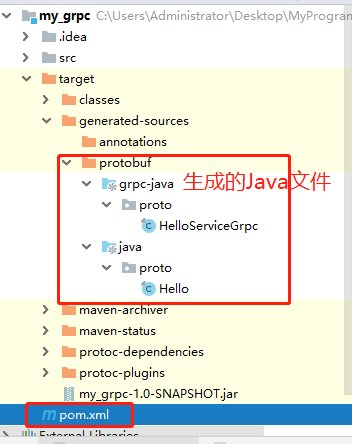 my_grpc C:\Users\Administrator\Desktop\MyProgram
.idea
src
target
classes
generated-sources
annotations
protobuf
grpc-java 生成的Java文件
proto
HelloServiceGrpc
java
proto
Hello
maven-archiver
maven-status
protoc-dependencies
protoc-plugins
my_grpc-1.0-SNAPSHOT.jar
pom.xml
External Libraries